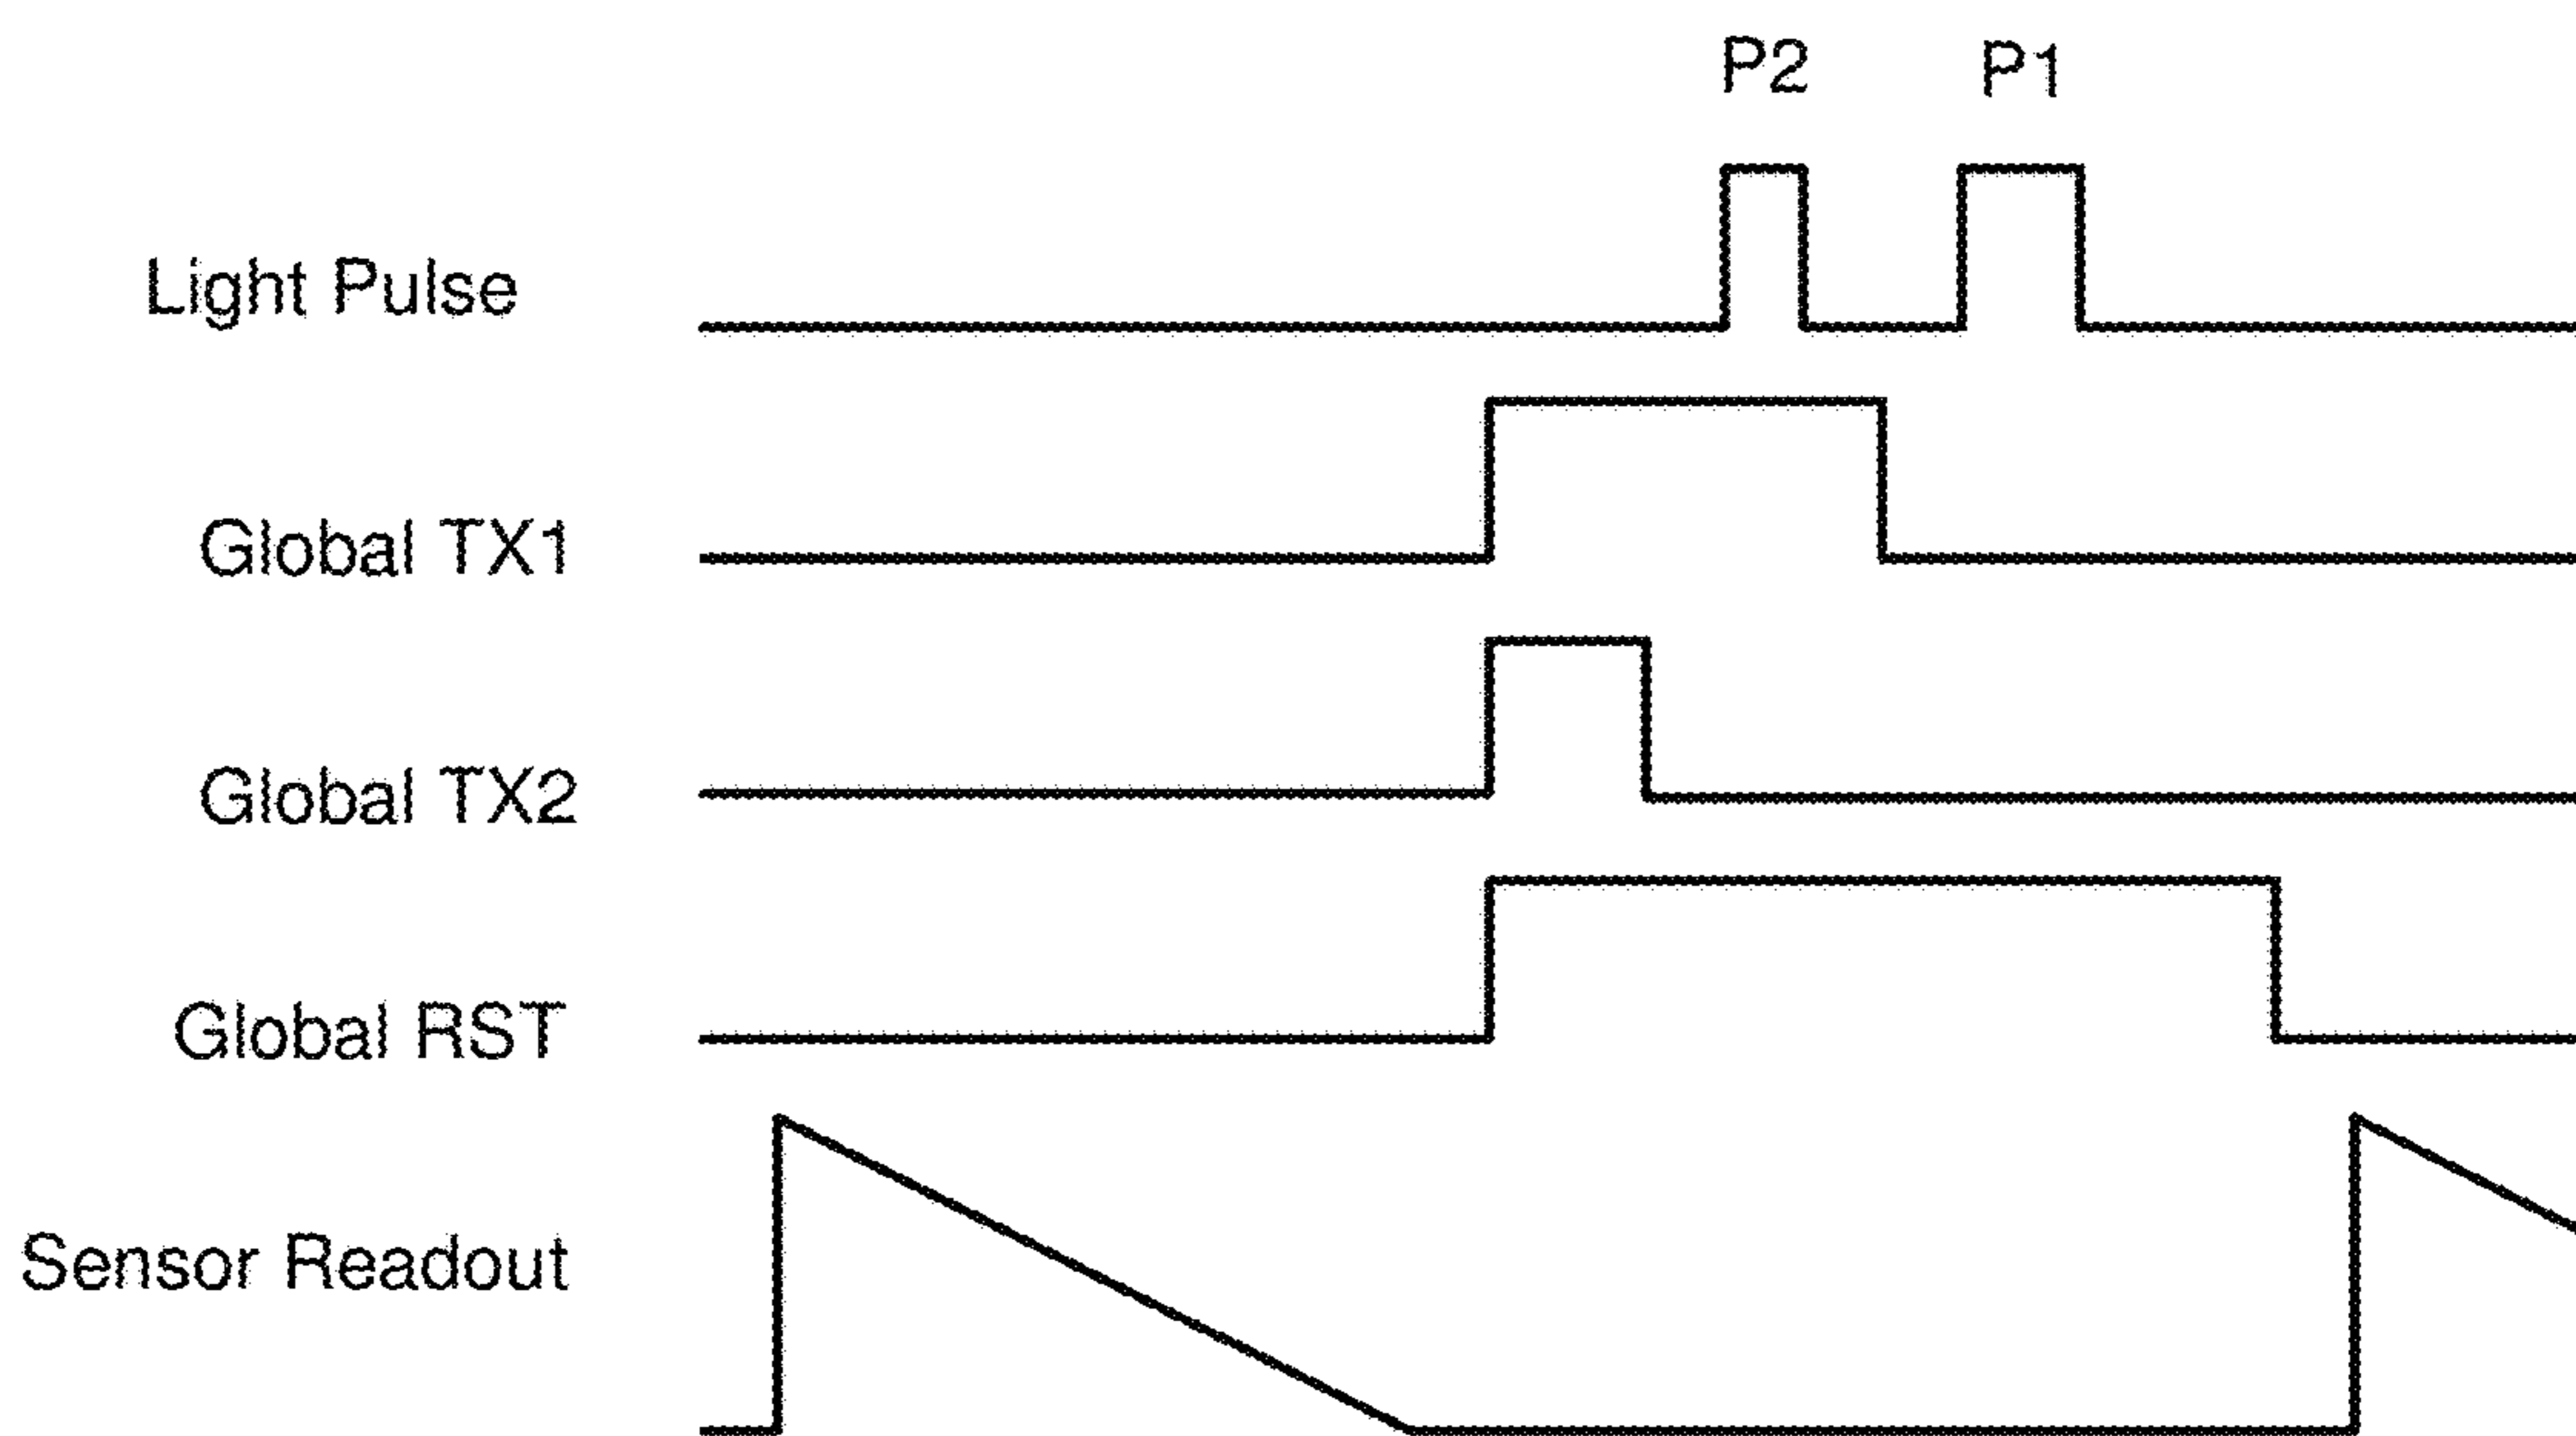 P2 P1
Light Pulse
Global TX1
Global TX2
Global RST
Sensor Readout